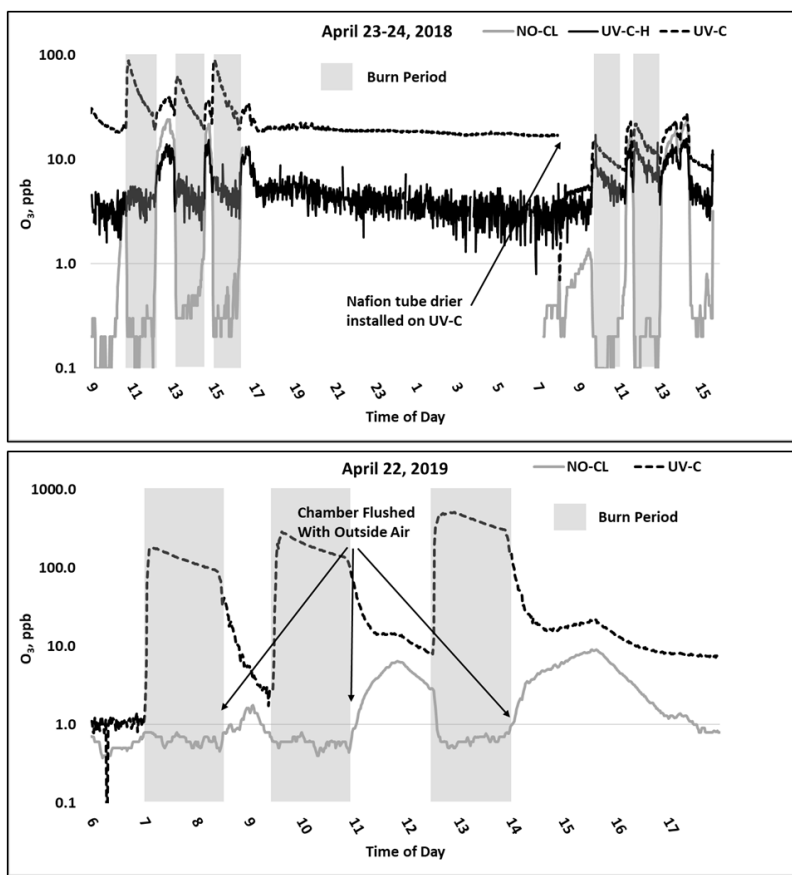 April 23-24, 2018 NO-CL UV-C-H UV-C
100.0
Burn Period
10.0
O₃, ppb
1.0
Nafion tube drier
installed on UV-C
0.1
9 11 13 15 17 19 21 23 1 3 5 7 9 11 13 15
Time of Day
April 22, 2019 NO-CL UV-C
1000.0
Chamber Flushed
With Outside Air
Burn Period
100.0
O₃, ppb
10.0
1.0
0.1
6 7 8 9 10 11 12 13 14 15 16 17
Time of Day